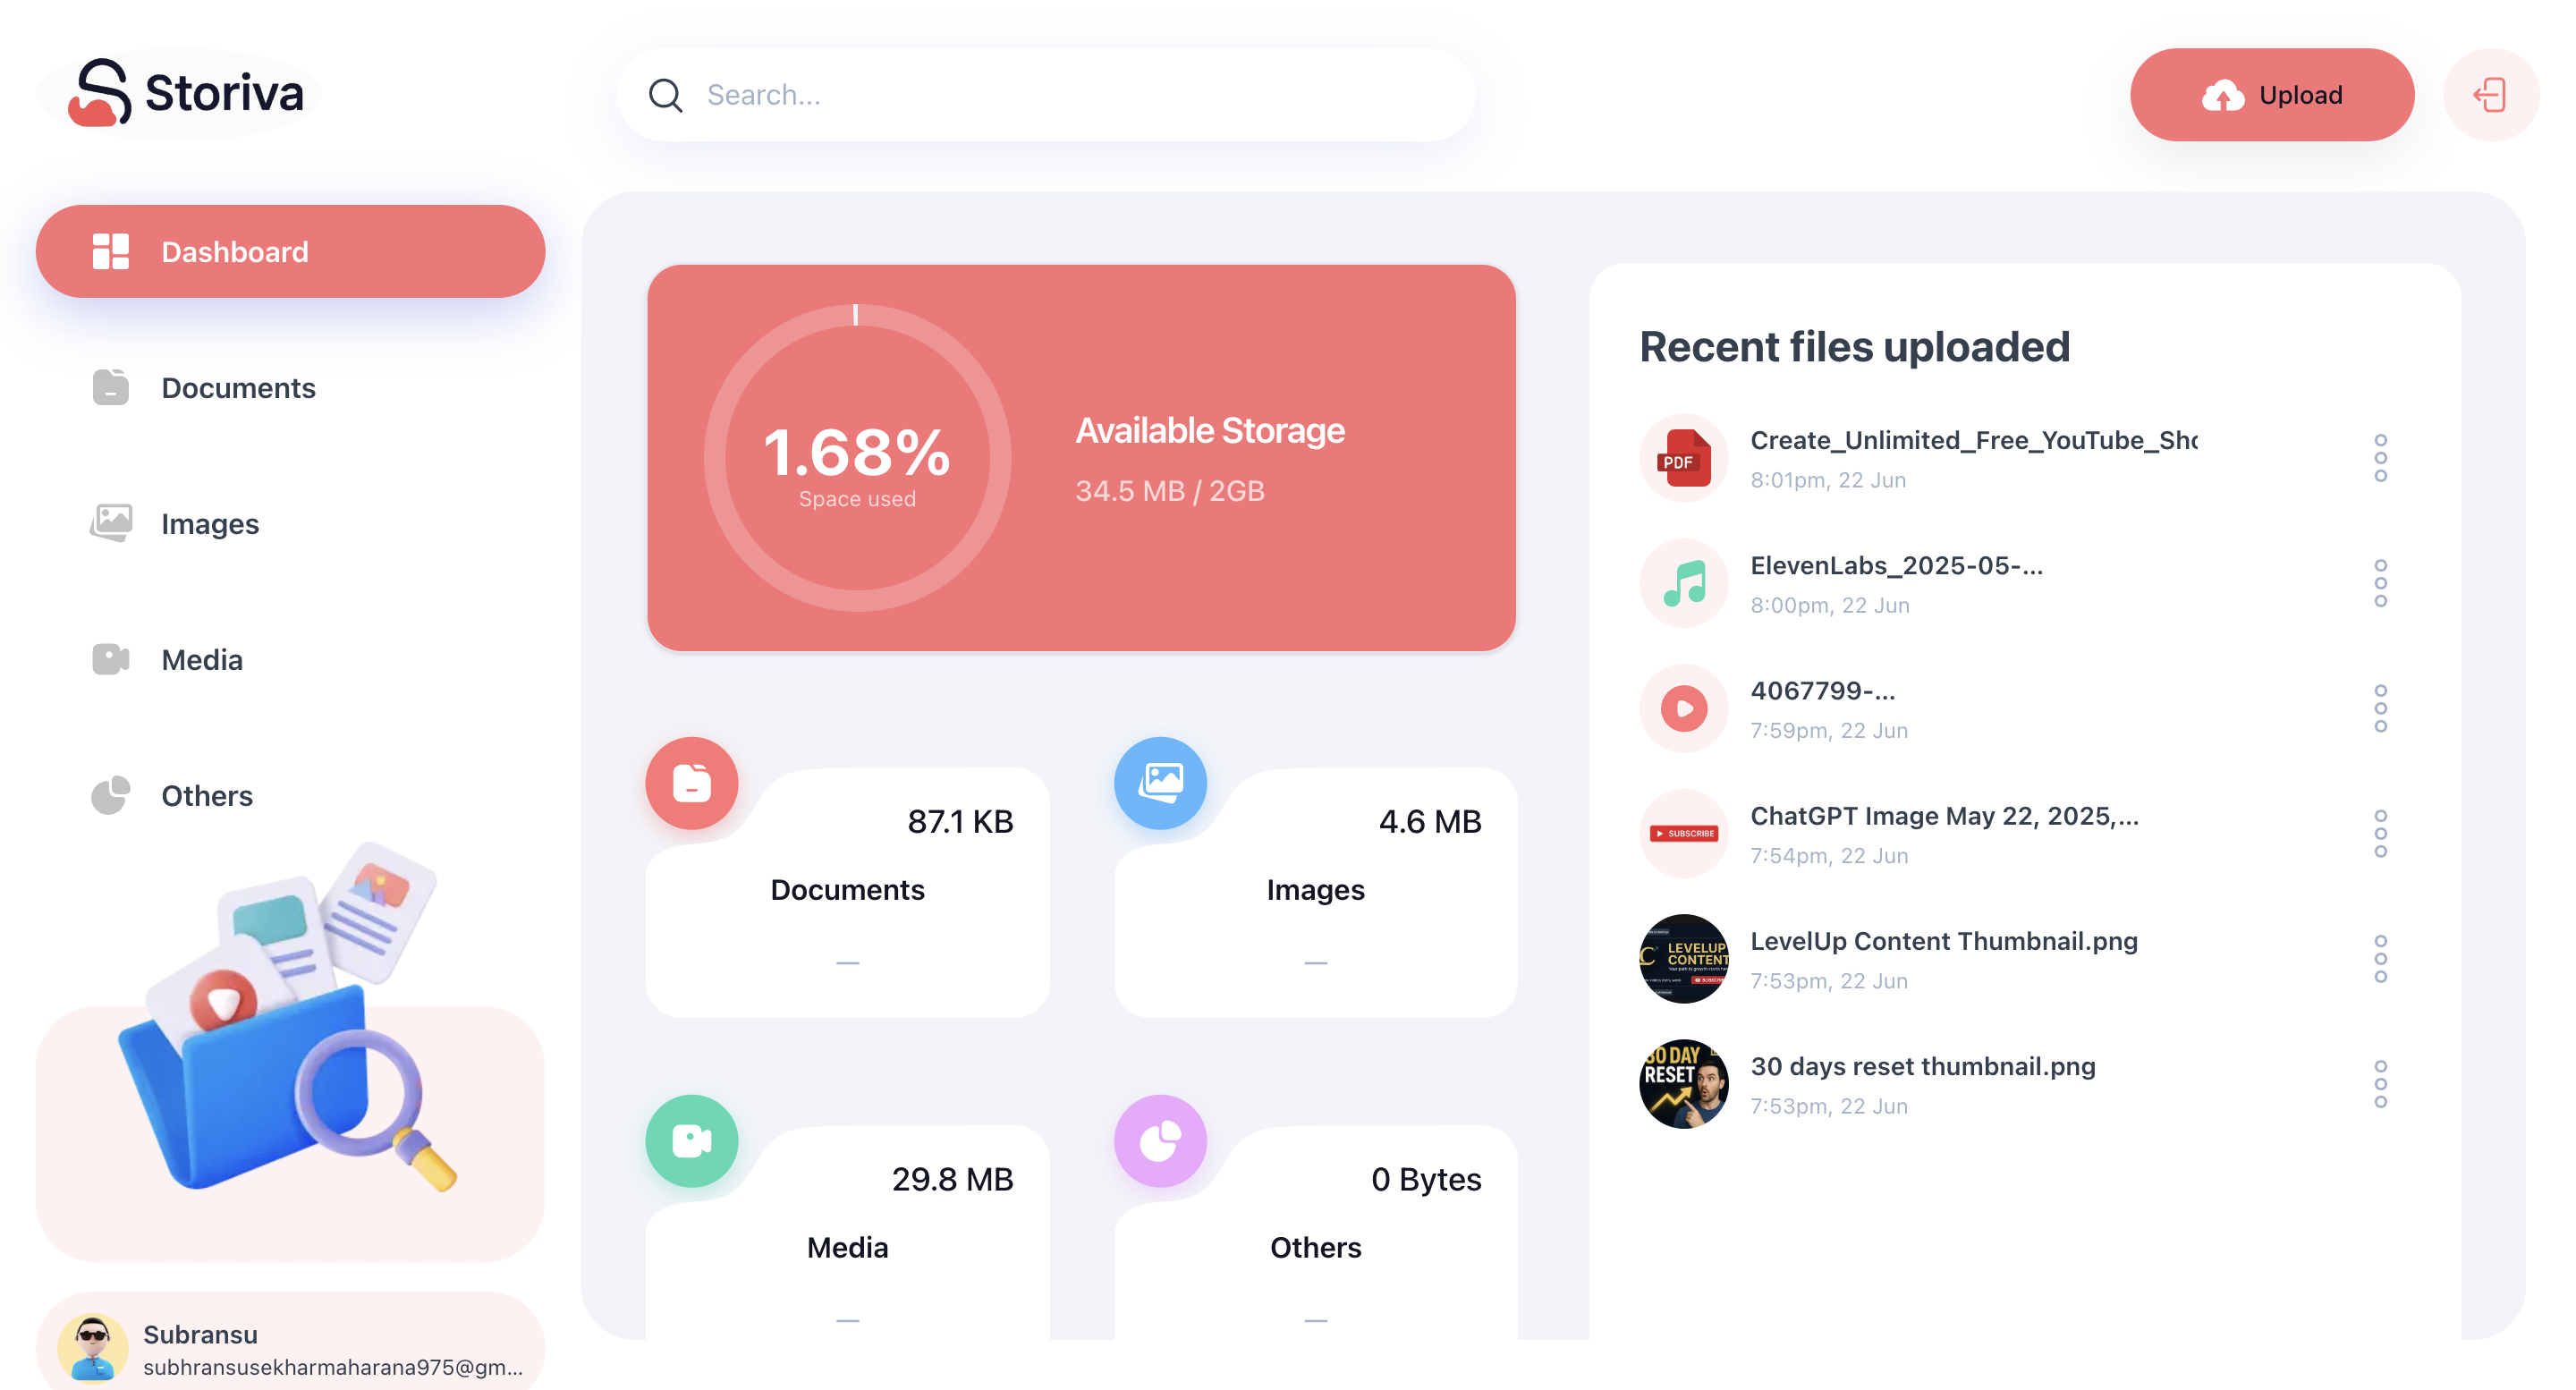 Storiva
Search...
Upload
Dashboard
Documents
Images
Media
Others
Subransu
subhransusekharmaharana975@gm...
1.68%
Space used
Available Storage
34.5 MB / 2GB
87.1 KB
Documents
—
4.6 MB
Images
—
29.8 MB
Media
—
0 Bytes
Others
—
Recent files uploaded
PDF
Create_Unlimited_Free_YouTube_Sho
8:01pm, 22 Jun
ElevenLabs_2025-05-...
8:00pm, 22 Jun
4067799-...
7:59pm, 22 Jun
SUBSCRIBE
ChatGPT Image May 22, 2025,...
7:54pm, 22 Jun
LEVELUP
CONTENT
LevelUp Content Thumbnail.png
7:53pm, 22 Jun
30 DAY
RESET
30 days reset thumbnail.png
7:53pm, 22 Jun